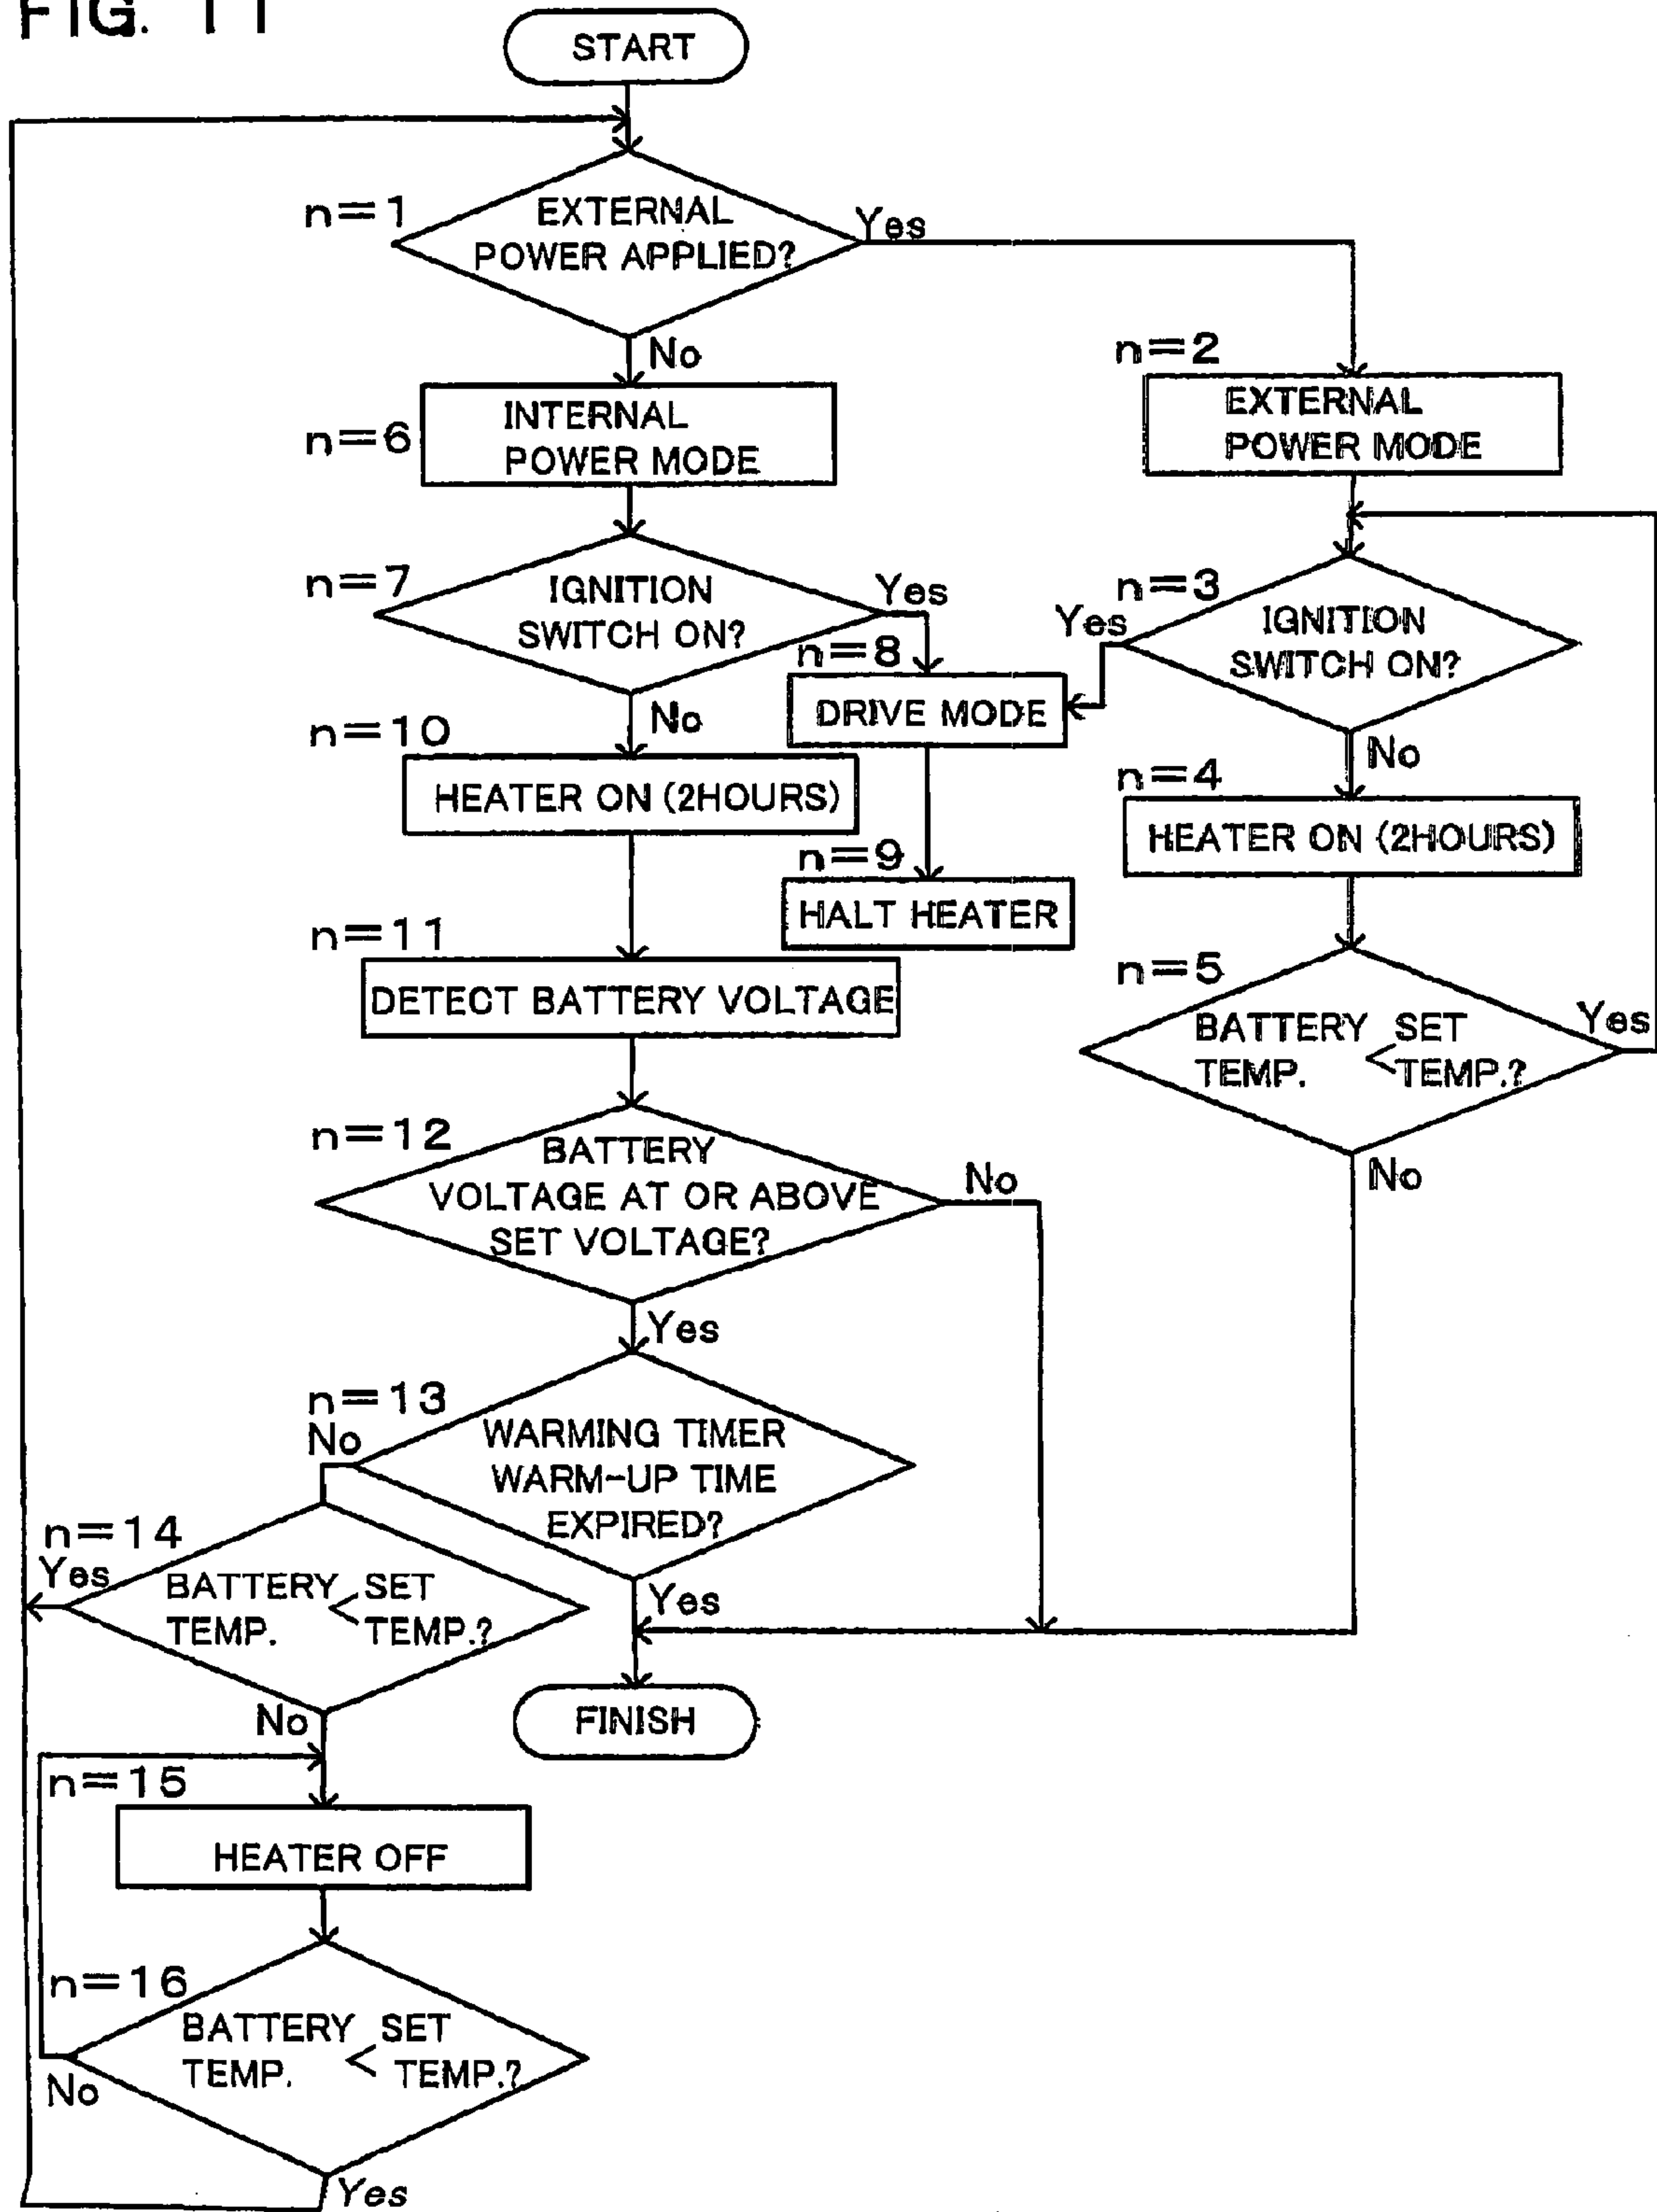 FIG. 11
START
n=1
EXTERNAL
POWER APPLIED?
Yes
No
n=2
EXTERNAL
POWER MODE
n=6
INTERNAL
POWER MODE
n=7
IGNITION
SWITCH ON?
Yes
n=3
IGNITION
SWITCH ON?
Yes
n=8
DRIVE MODE
No
No
n=10
HEATER ON (2HOURS)
n=4
HEATER ON (2HOURS)
n=9
HALT HEATER
n=11
DETECT BATTERY VOLTAGE
n=5
BATTERY SET
TEMP. < TEMP.?
Yes
No
n=12
BATTERY
VOLTAGE AT OR ABOVE
SET VOLTAGE?
No
Yes
n=13
No
WARMING TIMER
WARM-UP TIME
EXPIRED?
Yes
n=14
Yes
BATTERY SET
TEMP. < TEMP.?
No
FINISH
n=15
HEATER OFF
n=16
BATTERY SET
TEMP. < TEMP.?
No
Yes